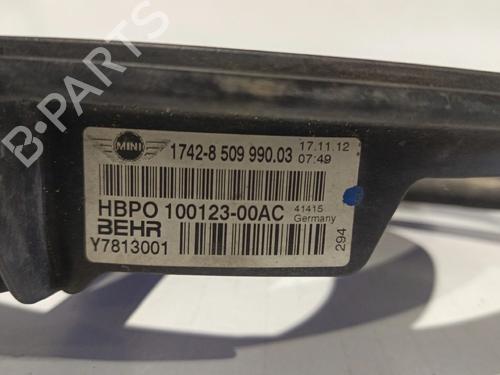 B-PARTS
MINI
1742-8 509 990.03
17.11.12
07:49
HBPO 100123-00AC
41415
Germany
BEHR
Y7813001
294